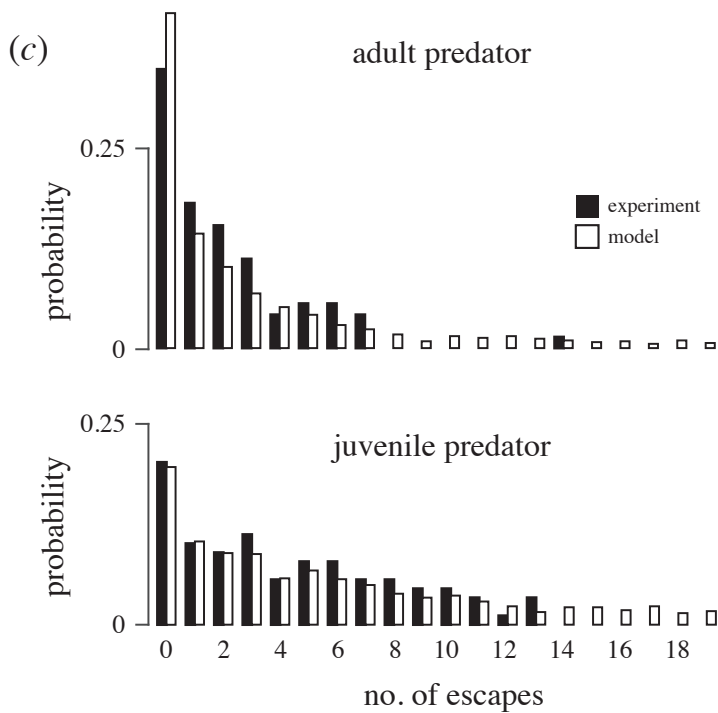 (c)
adult predator
0.25
experiment
model
probability
0
0.25
juvenile predator
probability
0
0 2 4 6 8 10 12 14 16 18
no. of escapes